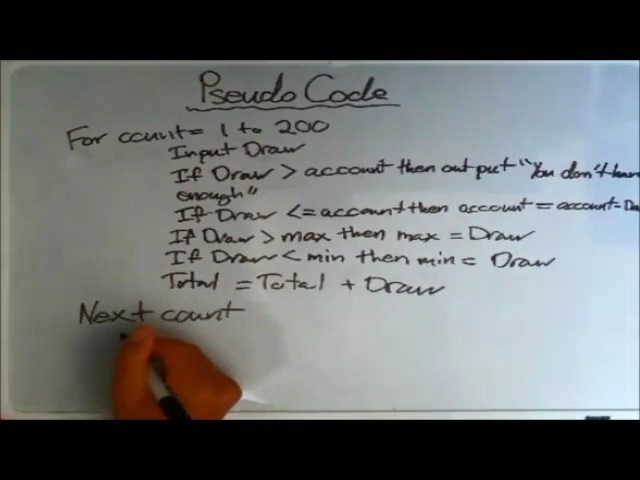 Pseudo Code
For count = 1 to 200
Input Draw
If Draw > account then output "You don't have
enough"
If Draw <= account then account = account - Dra
If Draw > max then max = Draw
If Draw < min then min = Draw
Total = Total + Draw
Next count